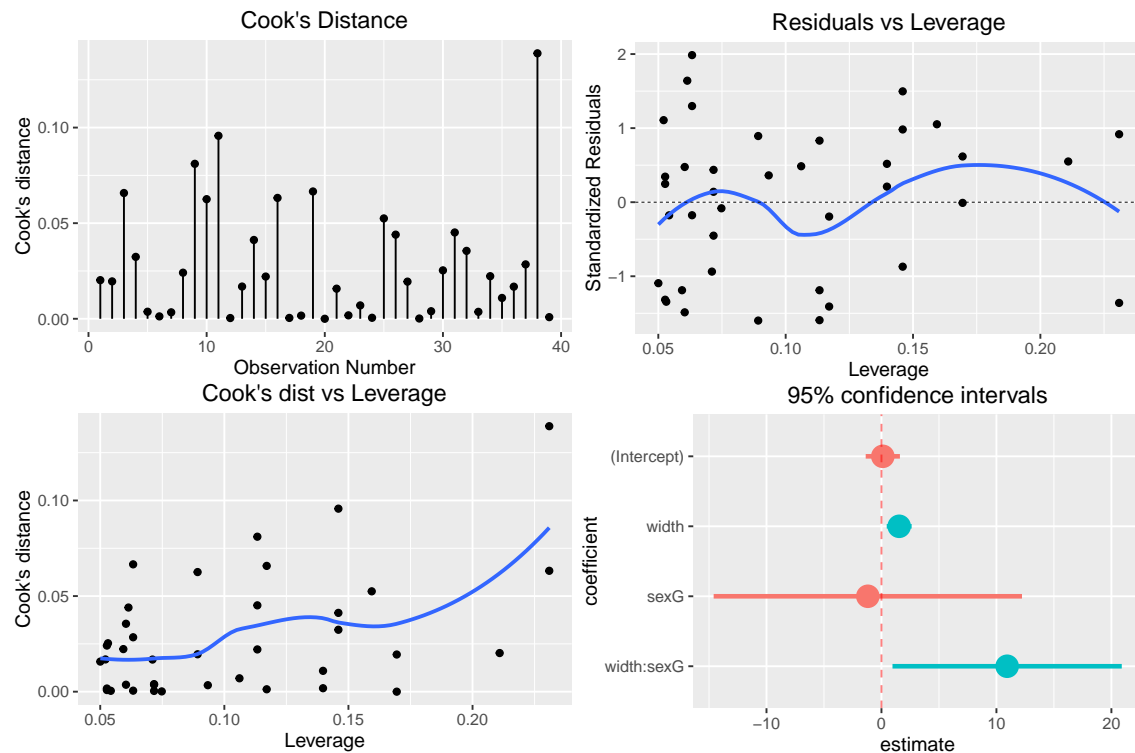 Cook's Distance
Cook's distance
0.10
0.05
0.00
0
10
20
30
40
Observation Number
Residuals vs Leverage
Standardized Residuals
2
1
0
−1
0.05
0.10
0.15
0.20
Leverage
Cook's dist vs Leverage
Cook's distance
0.10
0.05
0.00
0.05
0.10
0.15
0.20
Leverage
95% confidence intervals
coefficient
(Intercept)
width
sexG
width:sexG
−10
0
10
20
estimate